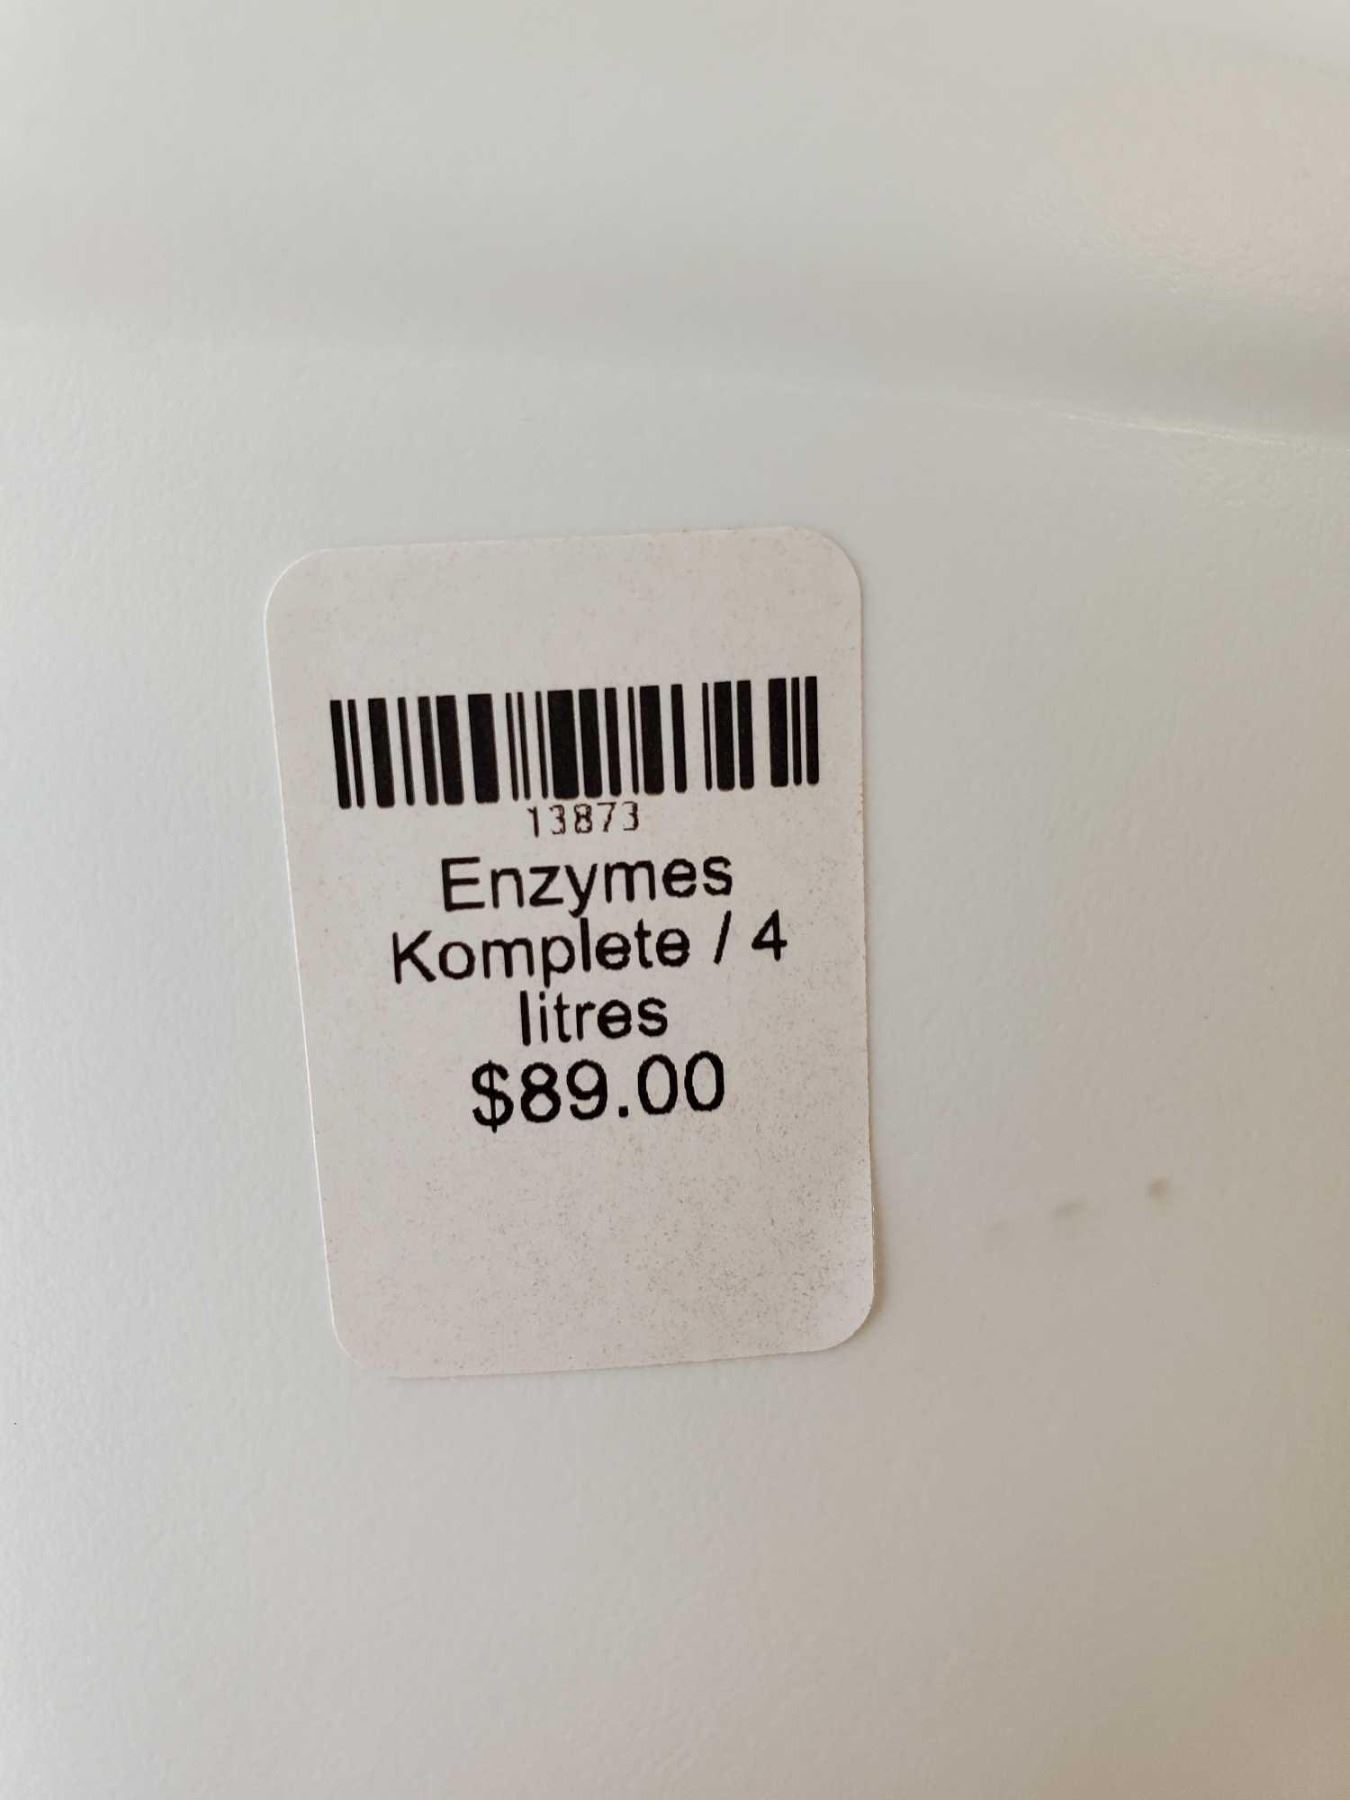 13873
Enzymes
Komplete / 4
litres
$89.00